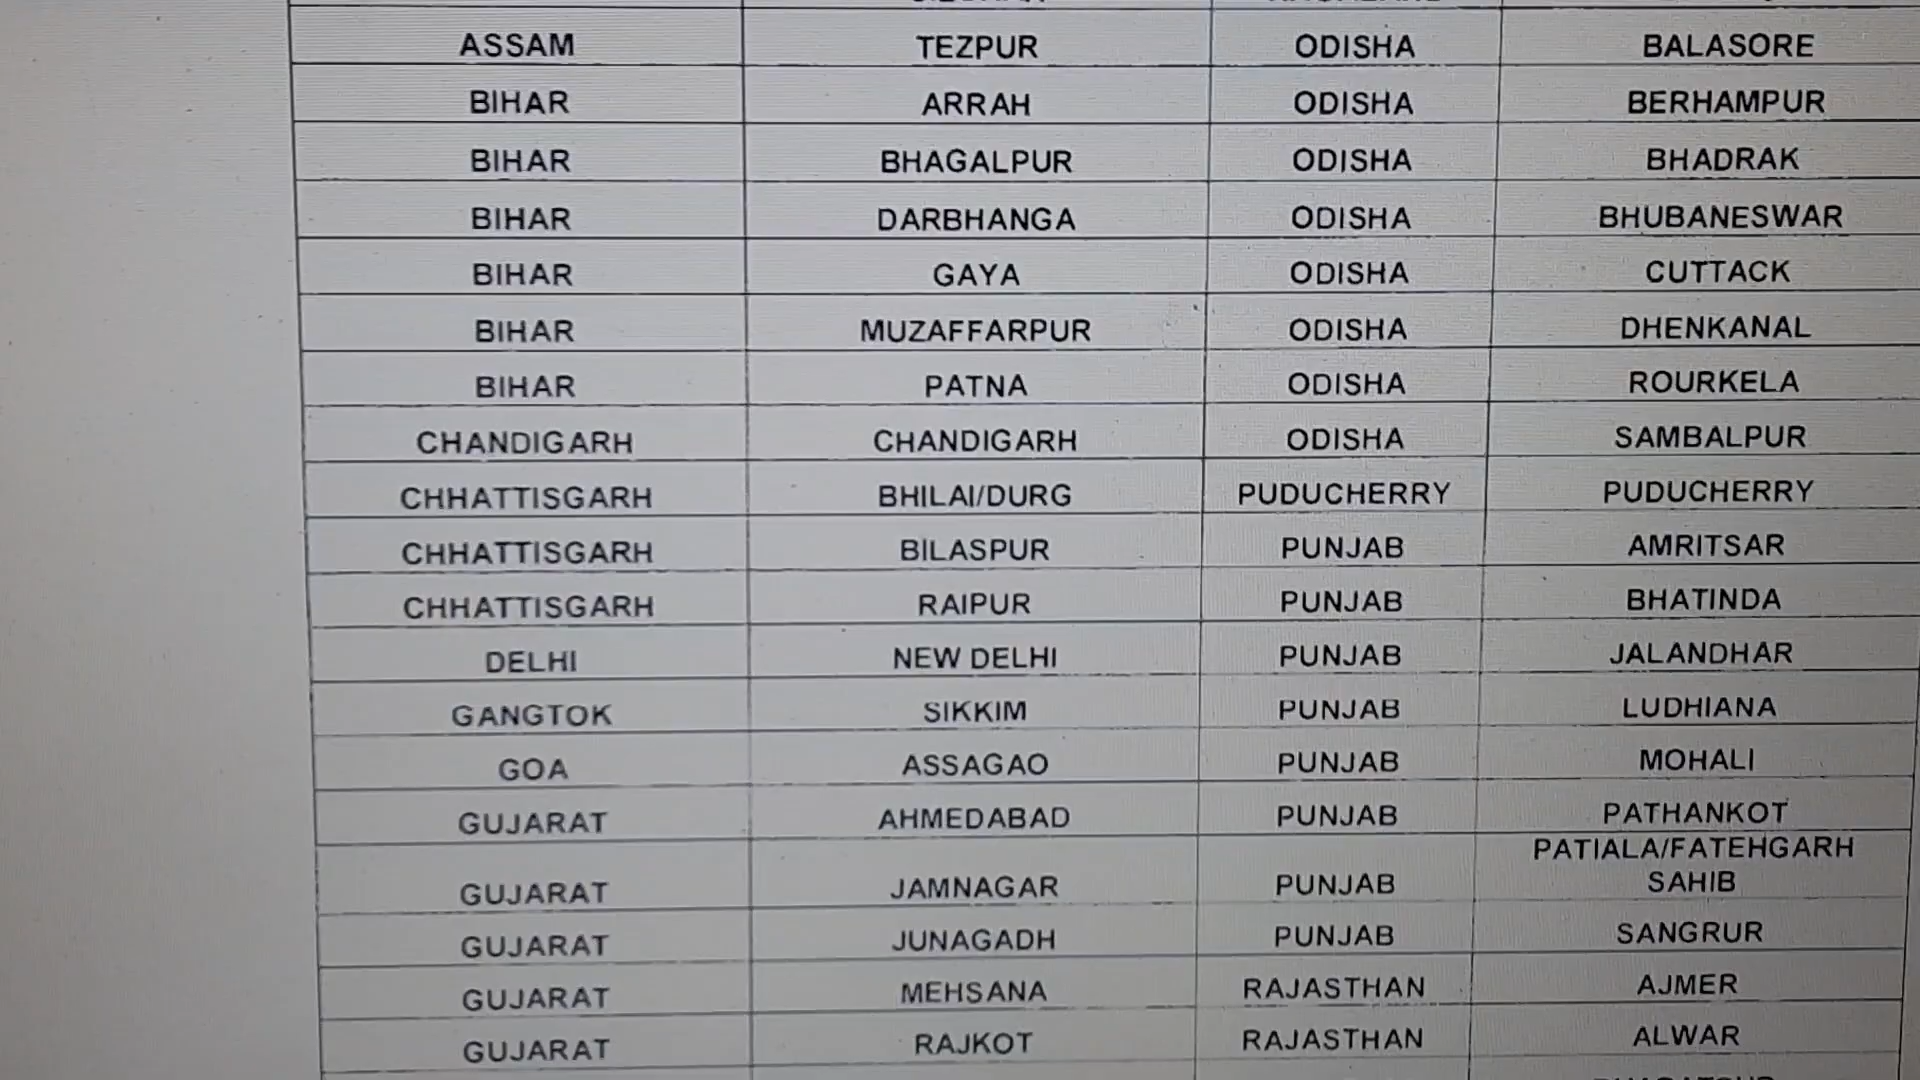 ASSAM TEZPUR ODISHA BALASORE
BIHAR ARRAH ODISHA BERHAMPUR
BIHAR BHAGALPUR ODISHA BHADRAK
BIHAR DARBHANGA ODISHA BHUBANESWAR
BIHAR GAYA ODISHA CUTTACK
BIHAR MUZAFFARPUR ODISHA DHENKANAL
BIHAR PATNA ODISHA ROURKELA
CHANDIGARH CHANDIGARH ODISHA SAMBALPUR
CHHATTISGARH BHILAI/DURG PUDUCHERRY PUDUCHERRY
CHHATTISGARH BILASPUR PUNJAB AMRITSAR
CHHATTISGARH RAIPUR PUNJAB BHATINDA
DELHI NEW DELHI PUNJAB JALANDHAR
GANGTOK SIKKIM PUNJAB LUDHIANA
GOA ASSAGAO PUNJAB MOHALI
GUJARAT AHMEDABAD PUNJAB PATHANKOT
GUJARAT JAMNAGAR PUNJAB PATIALA/FATEHGARH
SAHIB
GUJARAT JUNAGADH PUNJAB SANGRUR
GUJARAT MEHSANA RAJASTHAN AJMER
GUJARAT RAJKOT RAJASTHAN ALWAR